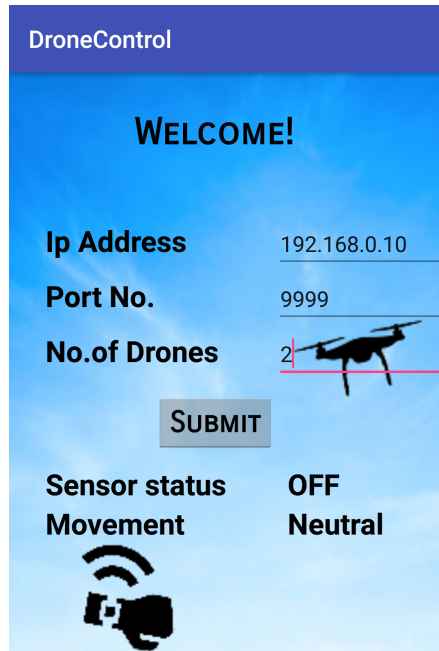 DroneControl
Welcome!
Ip Address 192.168.0.10
Port No. 9999
No.of Drones 2
Submit
Sensor status OFF
Movement Neutral